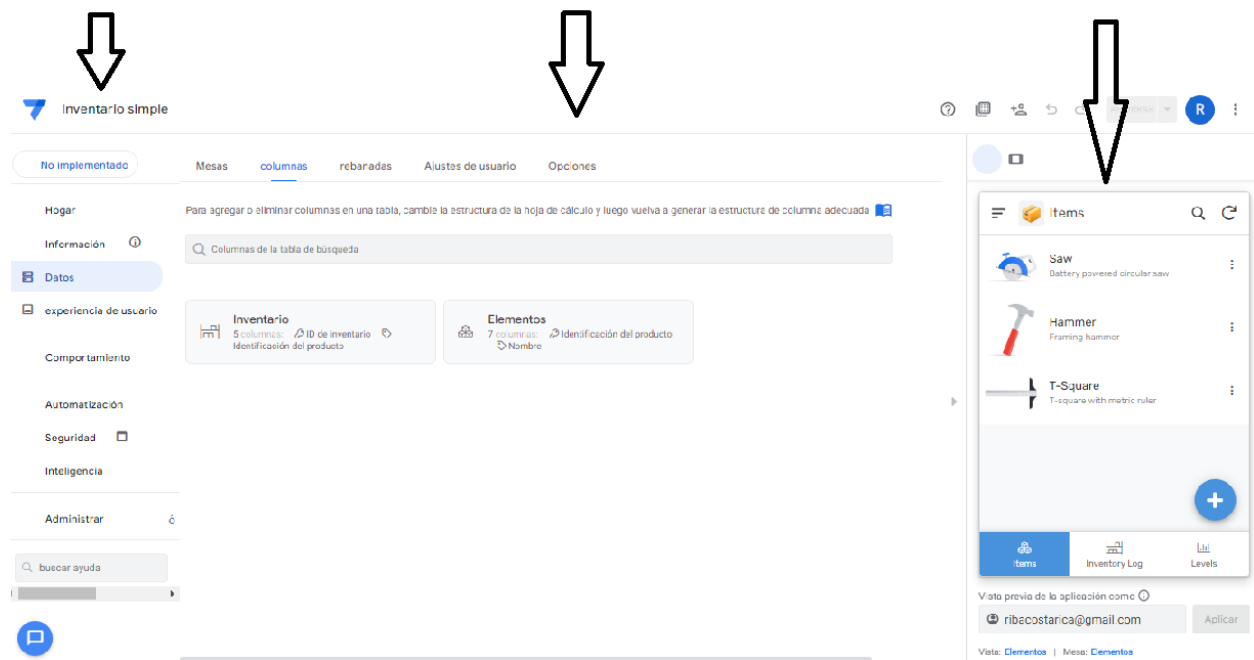 Inventario simple
R
No implementado
Mesas columnas rebanadas Ajustes de usuario Opciones
Hogar
Información
Datos
experiencia de usuario
Comportamiento
Automatización
Seguridad
Inteligencia
Administrar
buscar ayuda
Para agregar o eliminar columnas en una tabla, cambie la estructura de la hoja de cálculo y luego vuelva a generar la estructura de columna adecuada
Columnas de la tabla de búsqueda
Inventario
5 columnas: ID de inventario
Identificación del producto
Elementos
7 columnas: Identificación del producto
Nombre
Items
Saw
Battery powered circular saw
Hammer
Framing hammer
T-Square
T-square with metric ruler
Items Inventory Log Levels
Vista previa de la aplicación como
ribacostarica@gmail.com Aplicar
Vista: Elementos | Mesa: Elementos